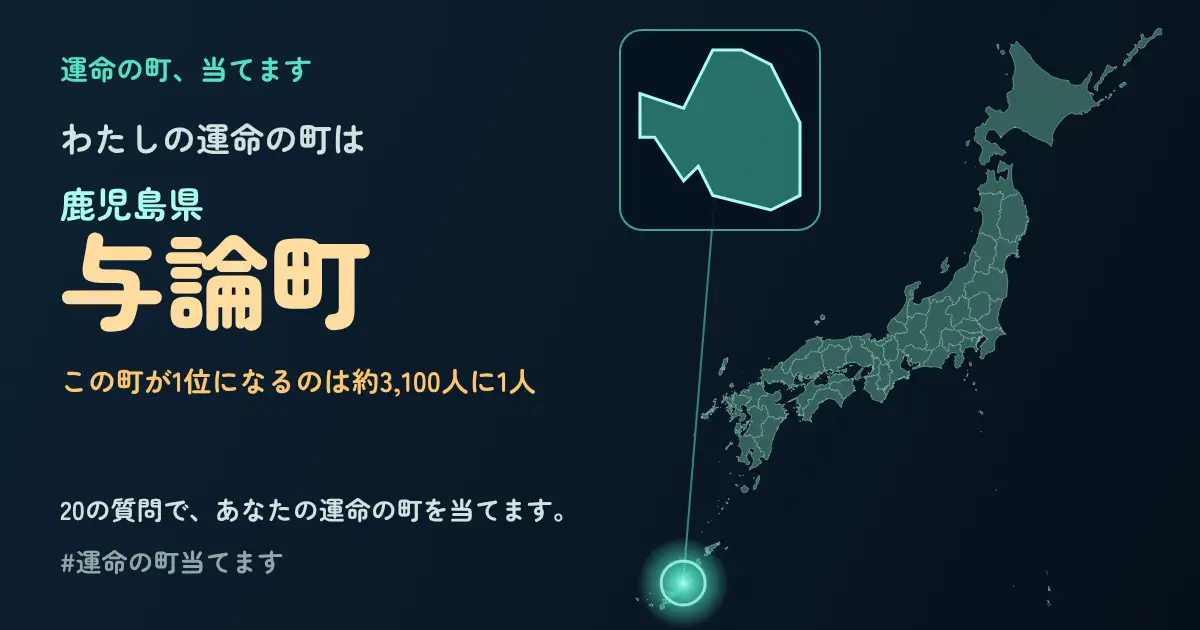 運命の町、当てます
わたしの運命の町は
鹿児島県
与論町
この町が1位になるのは約3,100人に1人
20の質問で、あなたの運命の町を当てます。
#運命の町当てます